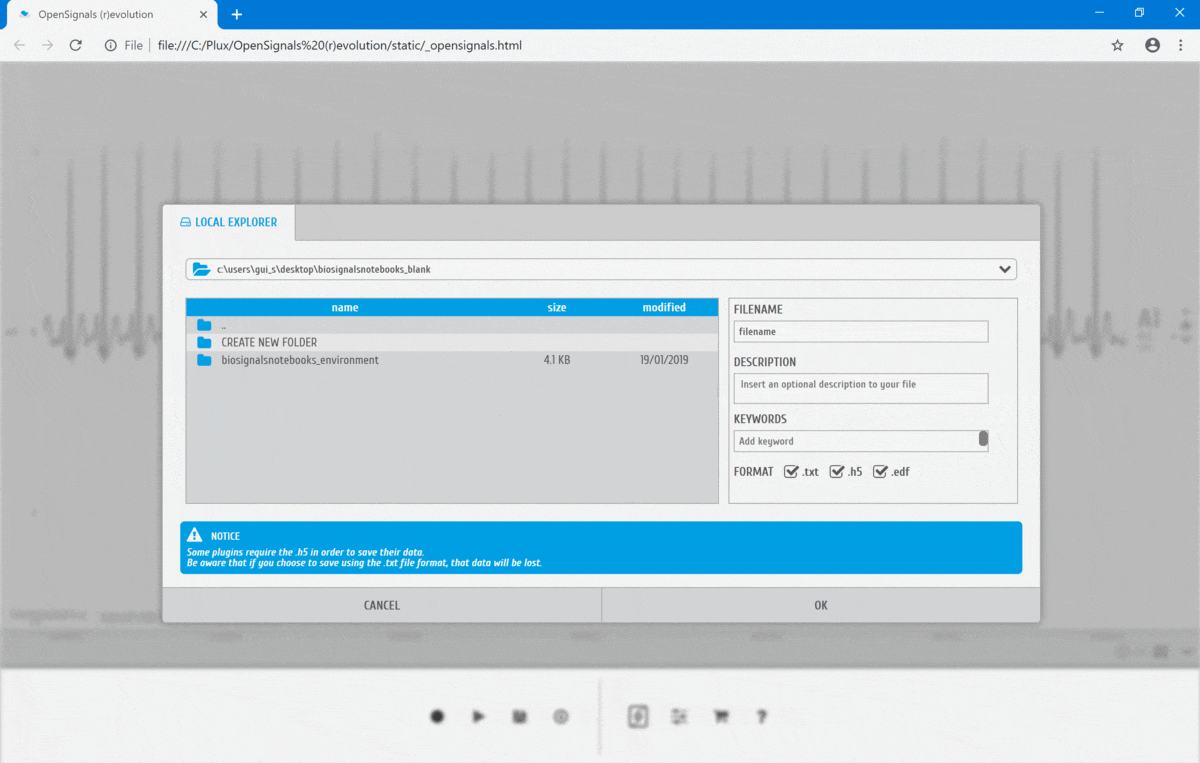 OpenSignals (r)evolution
File
file:///C:/Plux/OpenSignals%20(r)evolution/static/_opensignals.html
LOCAL EXPLORER
c:\users\gui_s\desktop\biosignalsnotebooks_blank
name size modified
..
CREATE NEW FOLDER
biosignalsnotebooks_environment 4.1 KB 19/01/2019
FILENAME
filename
DESCRIPTION
Insert an optional description to your file
KEYWORDS
Add keyword
FORMAT .txt .h5 .edf
NOTICE
Some plugins require the .h5 in order to save their data.
Be aware that if you choose to save using the .txt file format, that data will be lost.
CANCEL OK
?